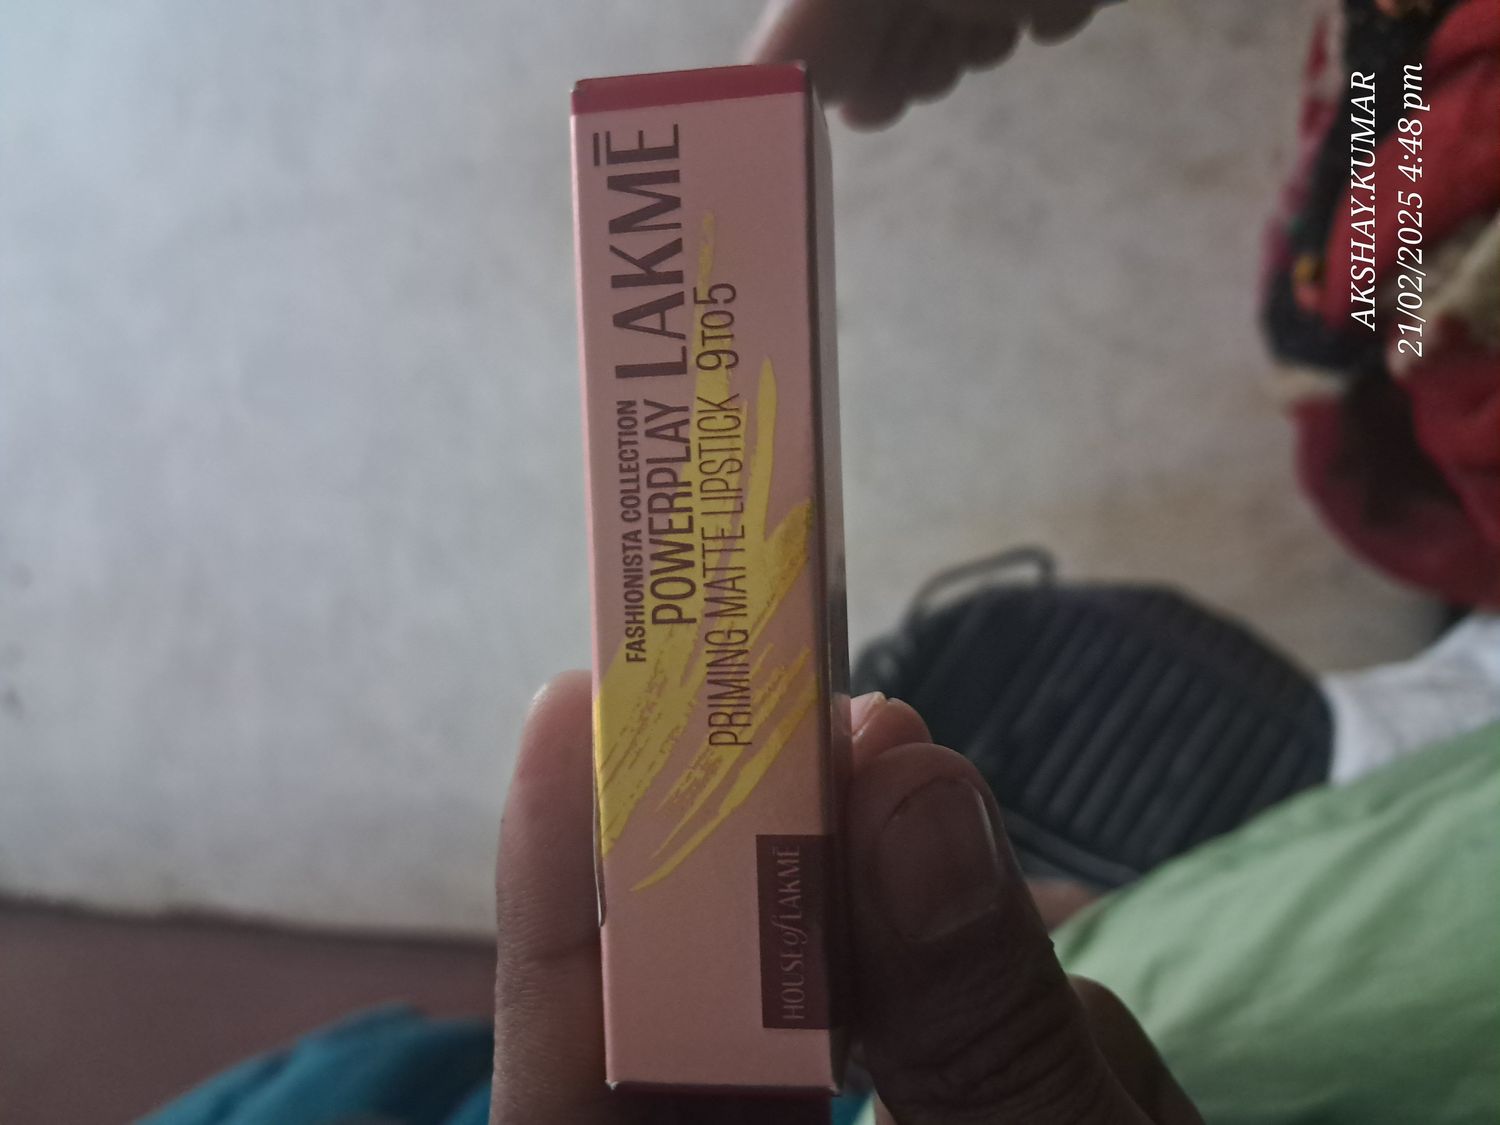 LAKMĒ
9TO5
FASHIONISTA COLLECTION
POWERPLAY
PRIMING MATTE LIPSTICK
HOUSE of LAKMĒ
AKSHAY.KUMAR
21/02/2025 4:48 pm